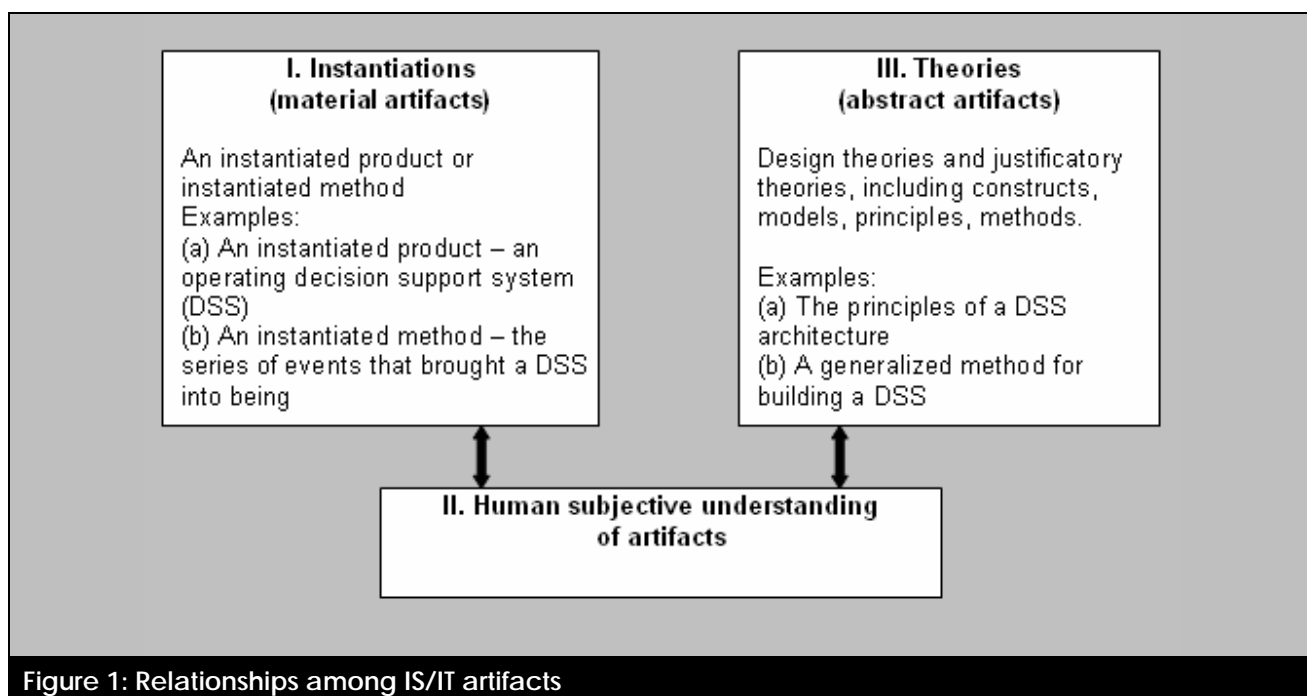 I. Instantiations
(material artifacts)
An instantiated product or
instantiated method
Examples:
(a) An instantiated product – an
operating decision support system
(DSS)
(b) An instantiated method – the
series of events that brought a DSS
into being
III. Theories
(abstract artifacts)
Design theories and justificatory
theories, including constructs,
models, principles, methods.
Examples:
(a) The principles of a DSS
architecture
(b) A generalized method for
building a DSS
II. Human subjective understanding
of artifacts
Figure 1: Relationships among IS/IT artifacts